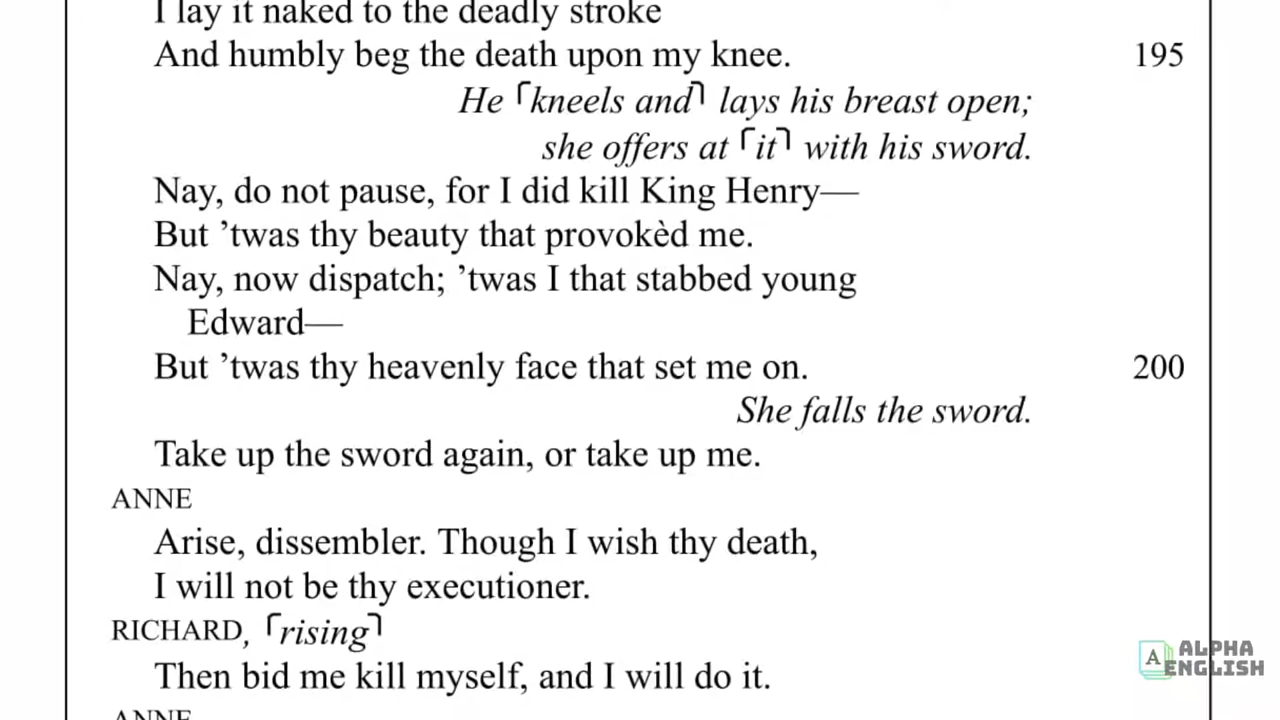 I lay it naked to the deadly stroke
And humbly beg the death upon my knee. 195
He ⌜kneels and⌝ lays his breast open;
she offers at ⌜it⌝ with his sword.
Nay, do not pause, for I did kill King Henry—
But ’twas thy beauty that provokèd me.
Nay, now dispatch; ’twas I that stabbed young
Edward—
But ’twas thy heavenly face that set me on. 200
She falls the sword.
Take up the sword again, or take up me.
ANNE
Arise, dissembler. Though I wish thy death,
I will not be thy executioner.
RICHARD, ⌜rising⌝
Then bid me kill myself, and I will do it.
ANNE
A ALPHA
ENGLISH